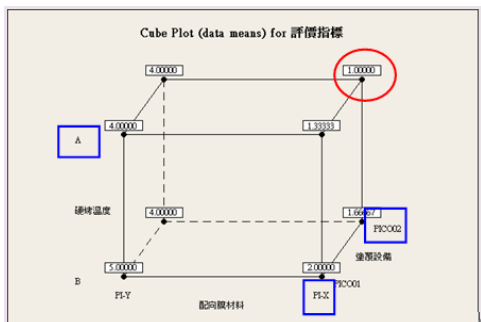 Cube Plot (data means) for 評價指標
4.00000
1.00000
4.00000
1.33333
A
硬烤溫度
4.00000
1.66667
PICO02
塗覆設備
5.00000
2.00000
B
PICO01
PI-Y
PI-X
配向膜材料